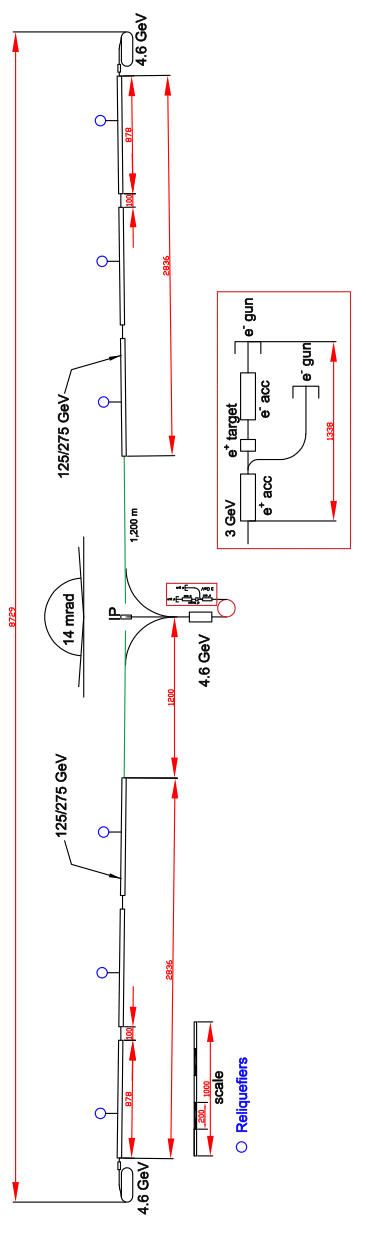 8729
14 mrad
125/275 GeV
125/275 GeV
IP
1,200 m
4.6 GeV
878
100
100
878
4.6 GeV
2836
1200
2836
4.6 GeV
200
1000
scale
Reliquefiers
3 GeV
e⁺ target
e⁻ gun
e⁺ acc
e⁻ acc
e⁻ gun
1338